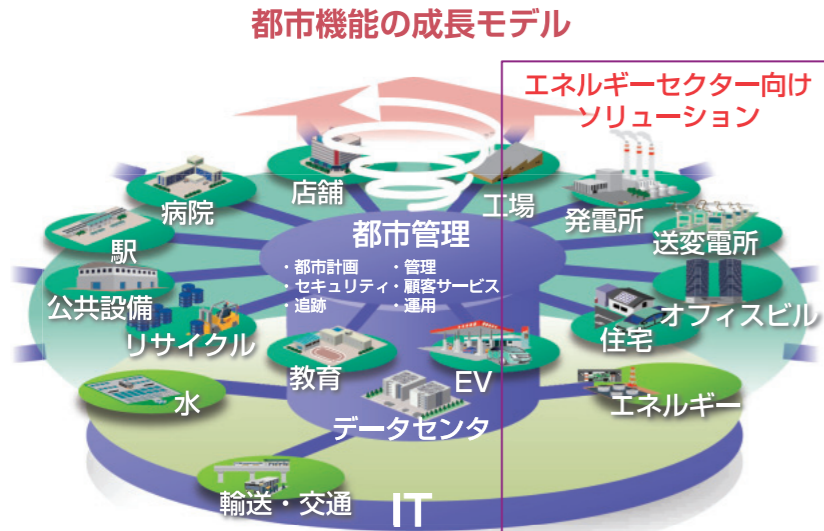 都市機能の成長モデル
エネルギーセクター向け
ソリューション
店舗
工場
病院
発電所
駅
都市管理
送変電所
・都市計画 ・管理
・セキュリティ・顧客サービス
・追跡 ・運用
公共設備
オフィスビル
リサイクル
住宅
教育
EV
水
エネルギー
データセンタ
輸送・交通
IT